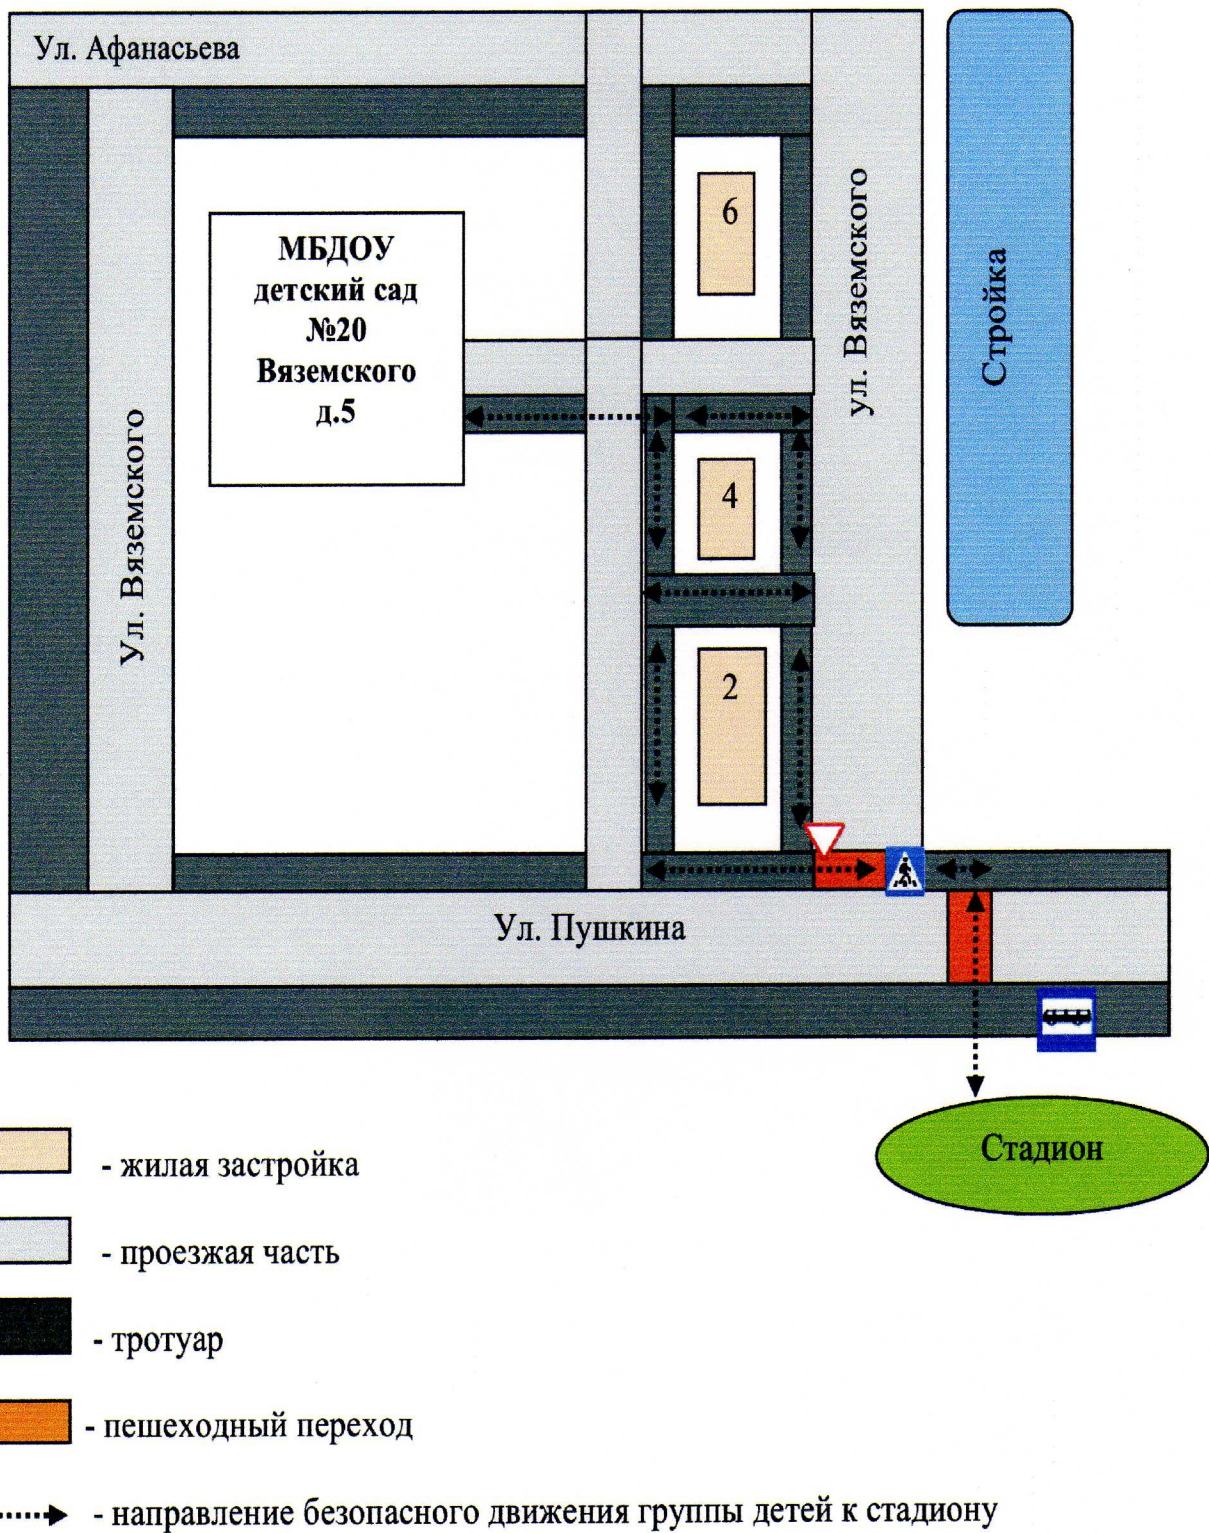 Ул. Афанасьева
6
МБДОУ
детский сад
№20
Вяземского
д.5
ул. Вяземского
Стройка
Ул. Вяземского
4
2
Ул. Пушкина
Стадион
- жилая застройка
- проезжая часть
- тротуар
- пешеходный переход
- направление безопасного движения группы детей к стадиону